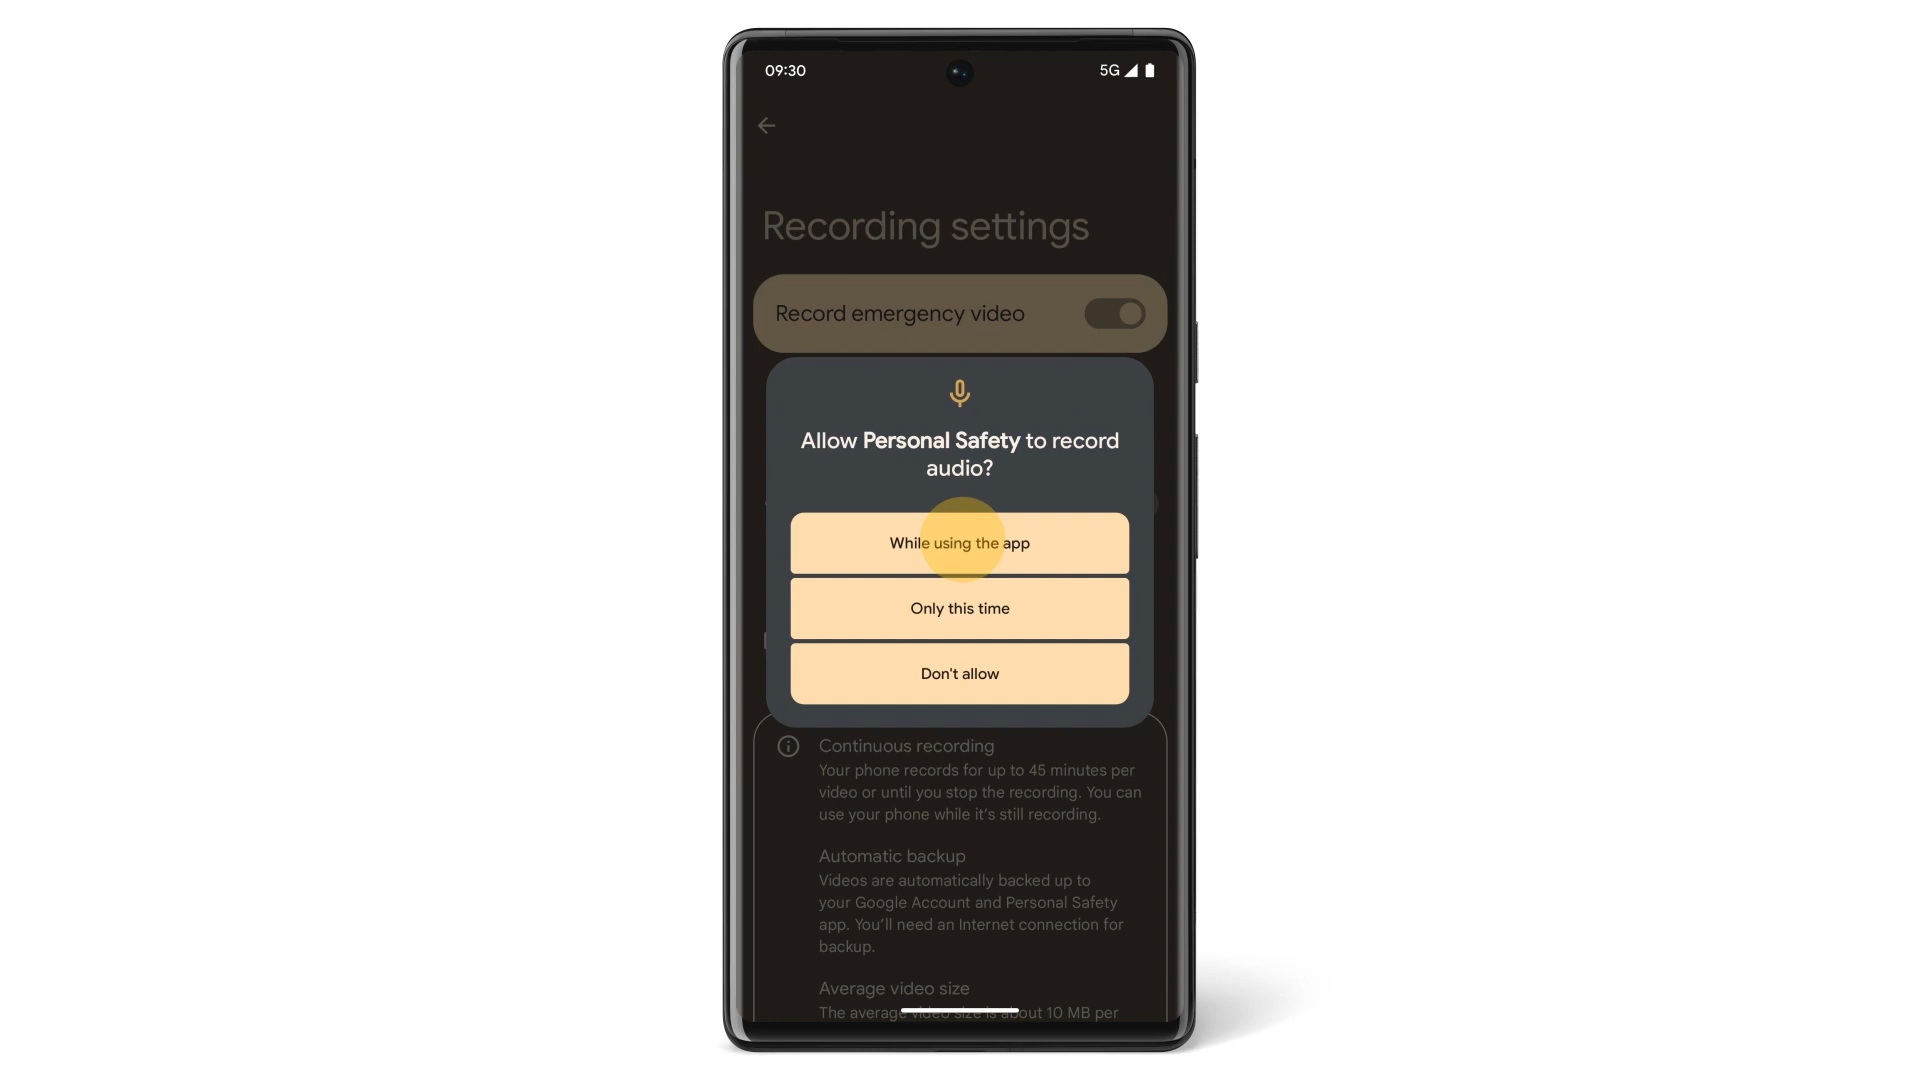 09:30
5G
Recording settings
Record emergency video
Allow Personal Safety to record
audio?
While using the app
Only this time
Don't allow
Continuous recording
Your phone records for up to 45 minutes per
video or until you stop the recording. You can
use your phone while it’s still recording.
Automatic backup
Videos are automatically backed up to
your Google Account and Personal Safety
app. You’ll need an Internet connection for
backup.
Average video size
The average video size is about 10 MB per